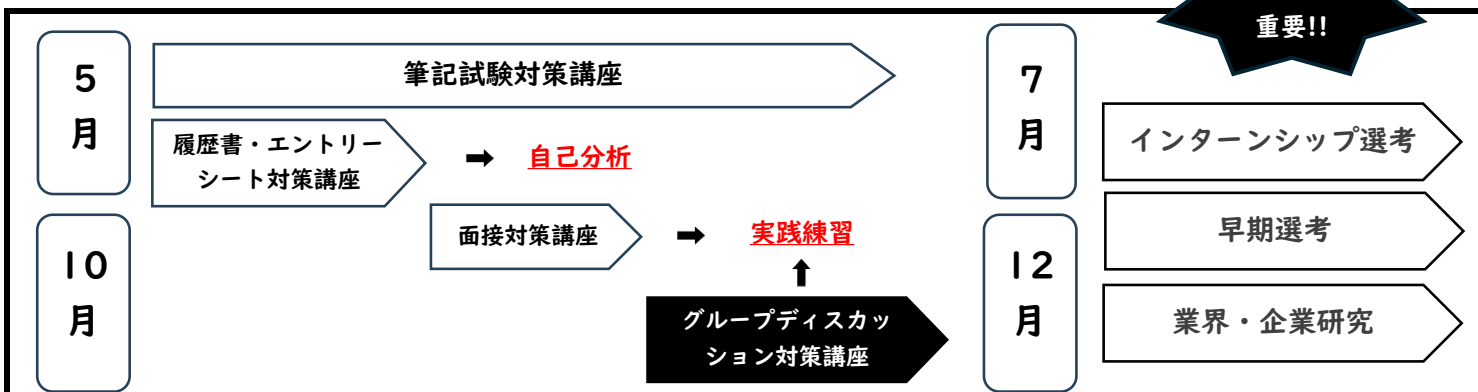 重要!!
5
月
筆記試験対策講座
履歴書・エントリー
シート対策講座
➡ 自己分析
面接対策講座
➡ 実践練習
⬆
グループディスカッ
ション対策講座
10
月
7
月
インターンシップ選考
早期選考
12
月
業界・企業研究